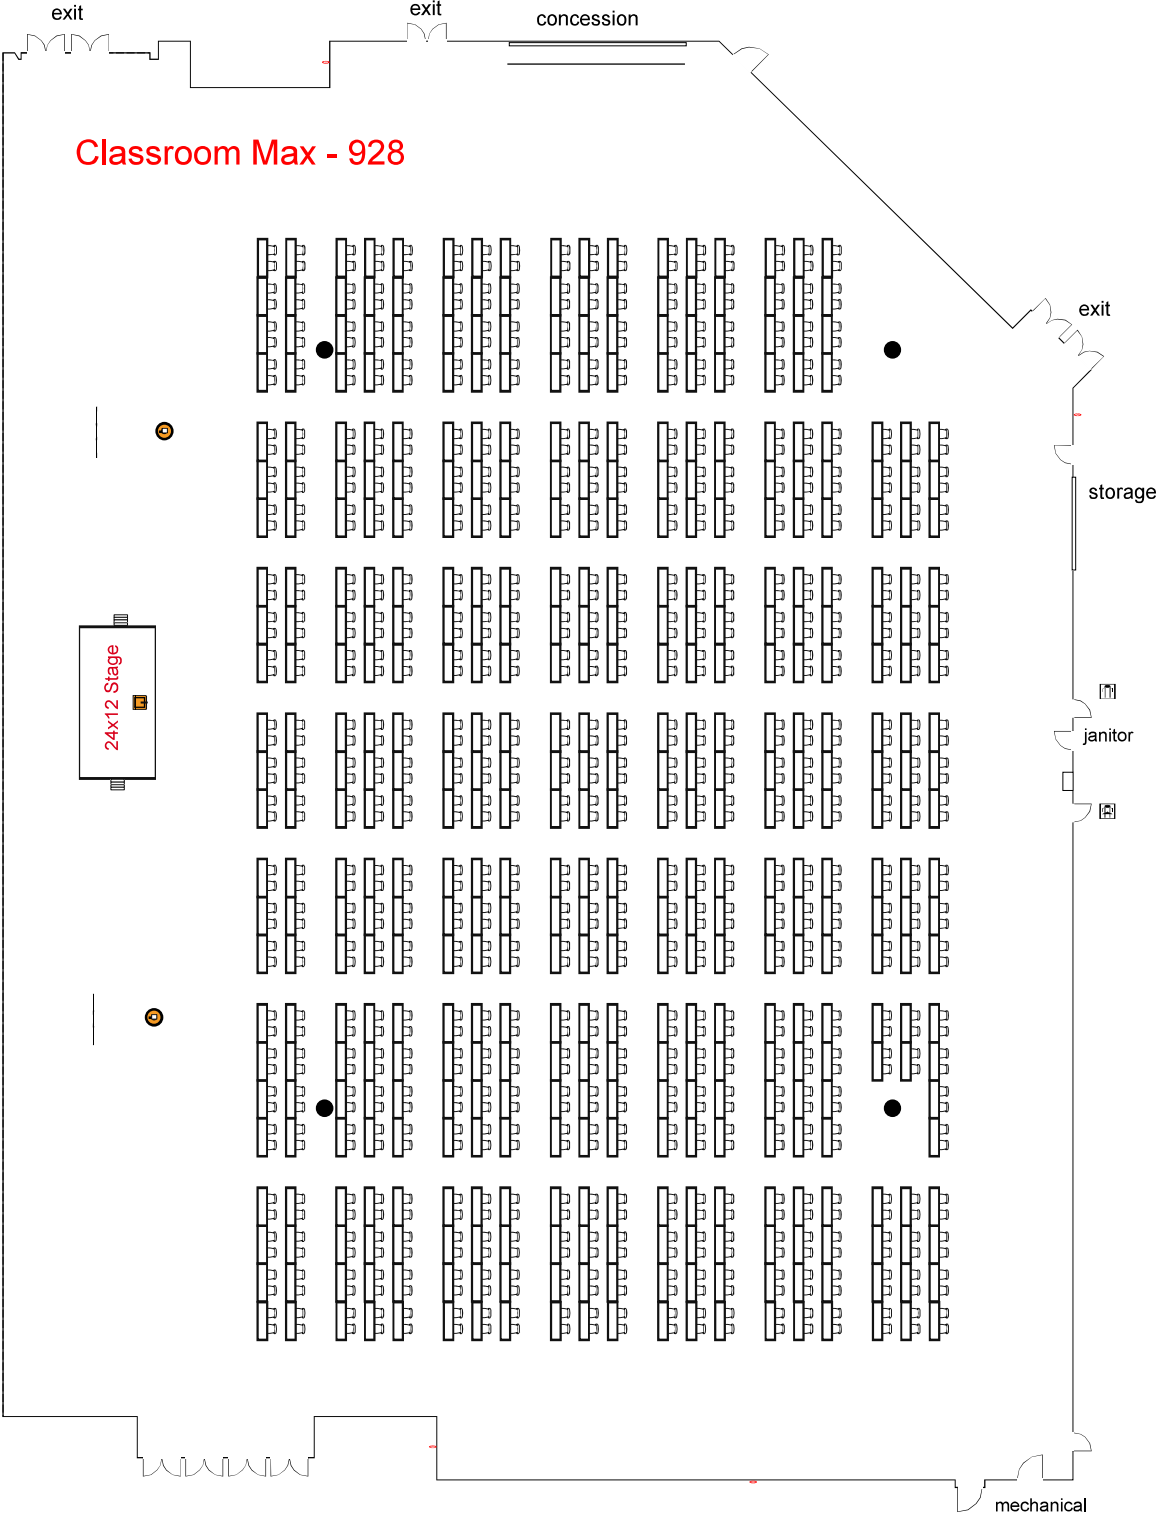 exit
exit
concession
Classroom Max - 928
exit
storage
24x12 Stage
janitor
mechanical